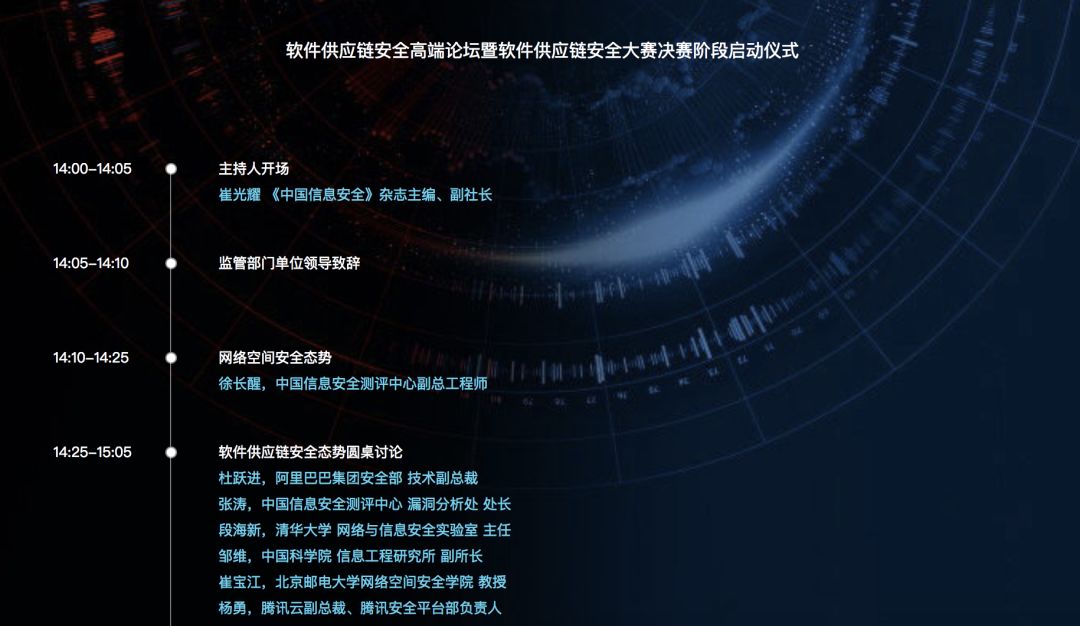 软件供应链安全高端论坛暨软件供应链安全大赛决赛阶段启动仪式
14:00–14:05 主持人开场
崔光耀 《中国信息安全》杂志主编、副社长
14:05–14:10 监管部门单位领导致辞
14:10–14:25 网络空间安全态势
徐长醒，中国信息安全测评中心副总工程师
14:25–15:05 软件供应链安全态势圆桌讨论
杜跃进，阿里巴巴集团安全部 技术副总裁
张涛，中国信息安全测评中心 漏洞分析处 处长
段海新，清华大学 网络与信息安全实验室 主任
邹维，中国科学院 信息工程研究所 副所长
崔宝江，北京邮电大学网络空间安全学院 教授
杨勇，腾讯云副总裁、腾讯安全平台部负责人